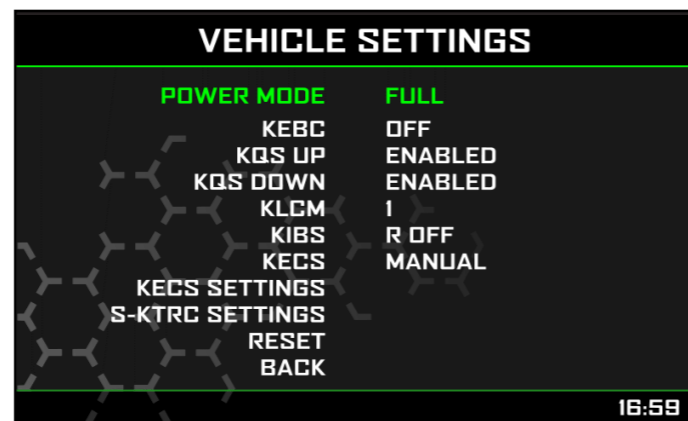 VEHICLE SETTINGS
POWER MODE FULL
KEBC OFF
KQS UP ENABLED
KQS DOWN ENABLED
KLCM 1
KIBS R OFF
KECS MANUAL
KECS SETTINGS
S-KTRC SETTINGS
RESET
BACK
16:59